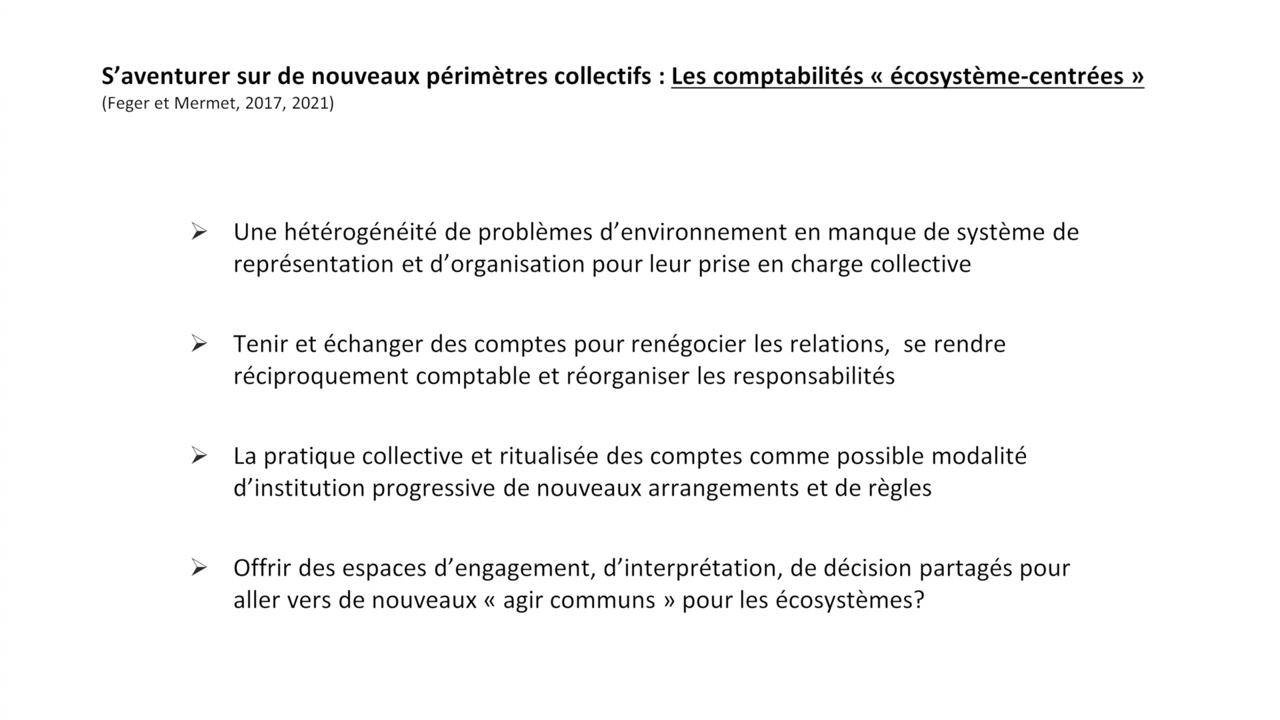 S’aventurer sur de nouveaux périmètres collectifs : Les comptabilités « écosystème-centrées »
(Feger et Mermet, 2017, 2021)
➢ Une hétérogénéité de problèmes d’environnement en manque de système de
représentation et d’organisation pour leur prise en charge collective
➢ Tenir et échanger des comptes pour renégocier les relations,  se rendre
réciproquement comptable et réorganiser les responsabilités
➢ La pratique collective et ritualisée des comptes comme possible modalité
d’institution progressive de nouveaux arrangements et de règles
➢ Offrir des espaces d’engagement, d’interprétation, de décision partagés pour
aller vers de nouveaux « agir communs » pour les écosystèmes?